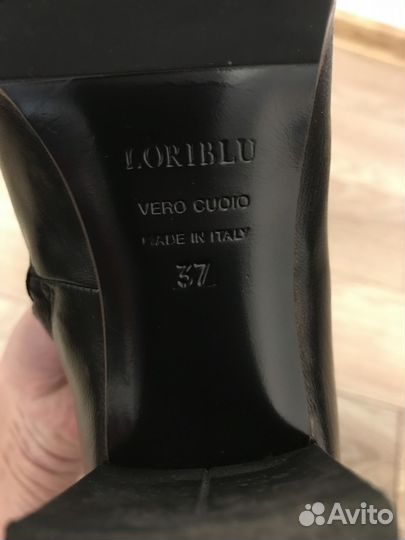 LORIBLU
VERO CUOIO
MADE IN ITALY
37
Avito